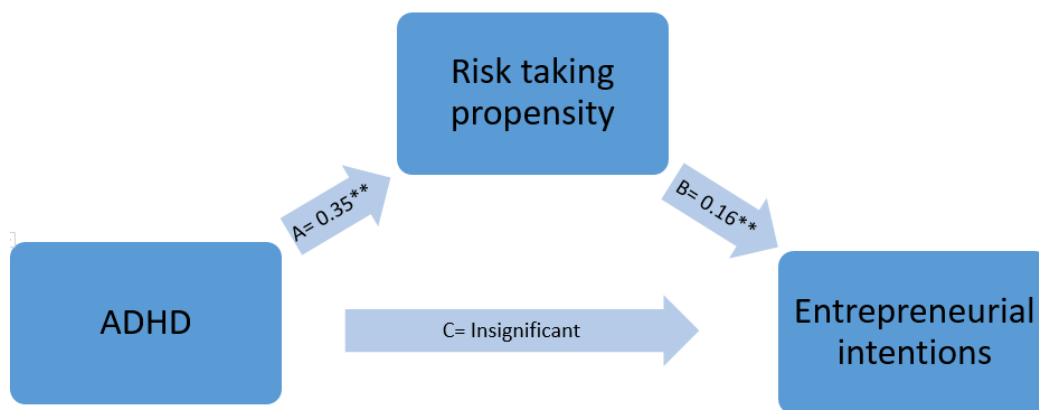 Risk taking
propensity
A= 0.35**
B= 0.16**
ADHD
C= Insignificant
Entrepreneurial
intentions